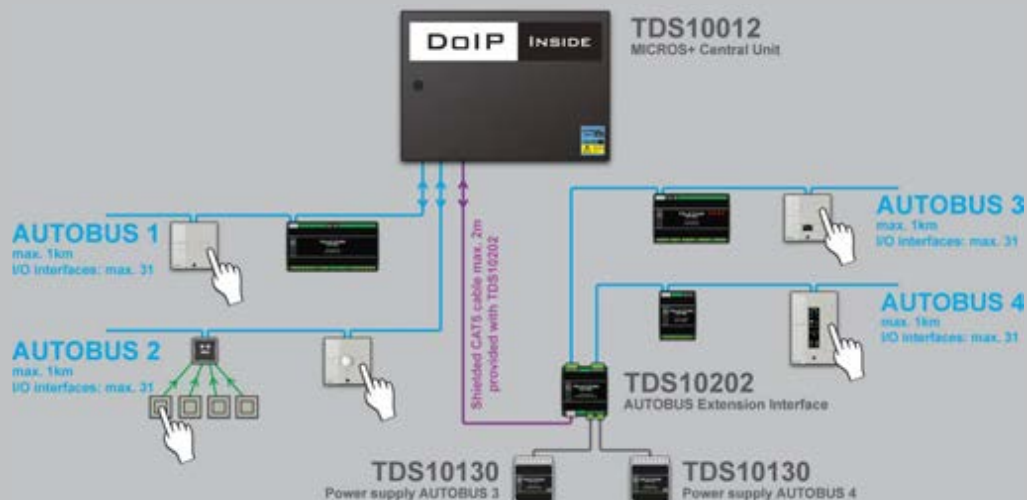 DoIP INSIDE
TDS10012
MICROS+ Central Unit
AUTOBUS 1
max. 1km
I/O interfaces: max. 31
AUTOBUS 2
max. 1km
I/O interfaces: max. 31
Shielded CAT5 cable max. 2m
provided with TDS10202
AUTOBUS 3
max. 1km
I/O interfaces: max. 31
AUTOBUS 4
max. 1km
I/O interfaces: max. 31
TDS10202
AUTOBUS Extension Interface
TDS10130
Power supply AUTOBUS 3
TDS10130
Power supply AUTOBUS 4